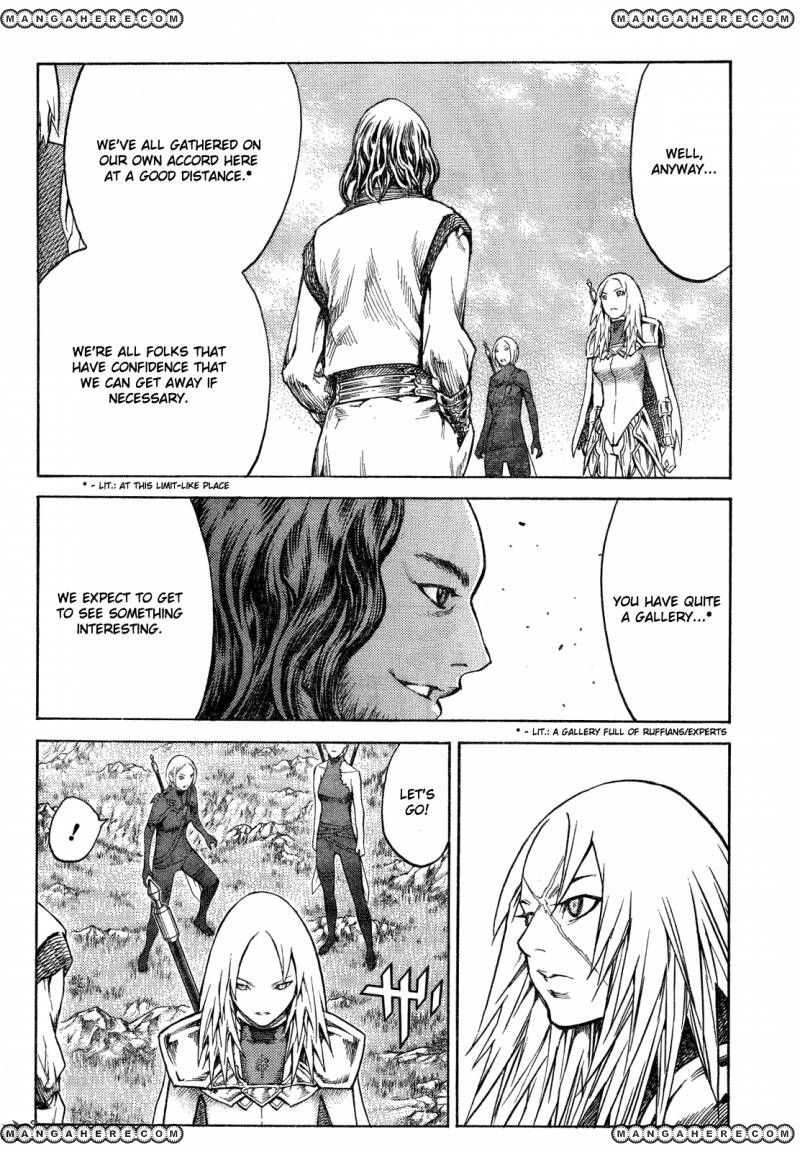 MANGAHERE.COM
MANGAHERE.COM
WELL,
ANYWAY...
WE'VE ALL GATHERED ON
OUR OWN ACCORD HERE
AT A GOOD DISTANCE.*
WE'RE ALL FOLKS THAT
HAVE CONFIDENCE THAT
WE CAN GET AWAY IF
NECESSARY.
* - LIT.: AT THIS LIMIT-LIKE PLACE
YOU HAVE QUITE
A GALLERY...*
WE EXPECT TO GET
TO SEE SOMETHING
INTERESTING.
* - LIT.: A GALLERY FULL OF RUFFIANS/EXPERTS
LET'S
GO!
!
MANGAHERE.COM
MANGAHERE.COM